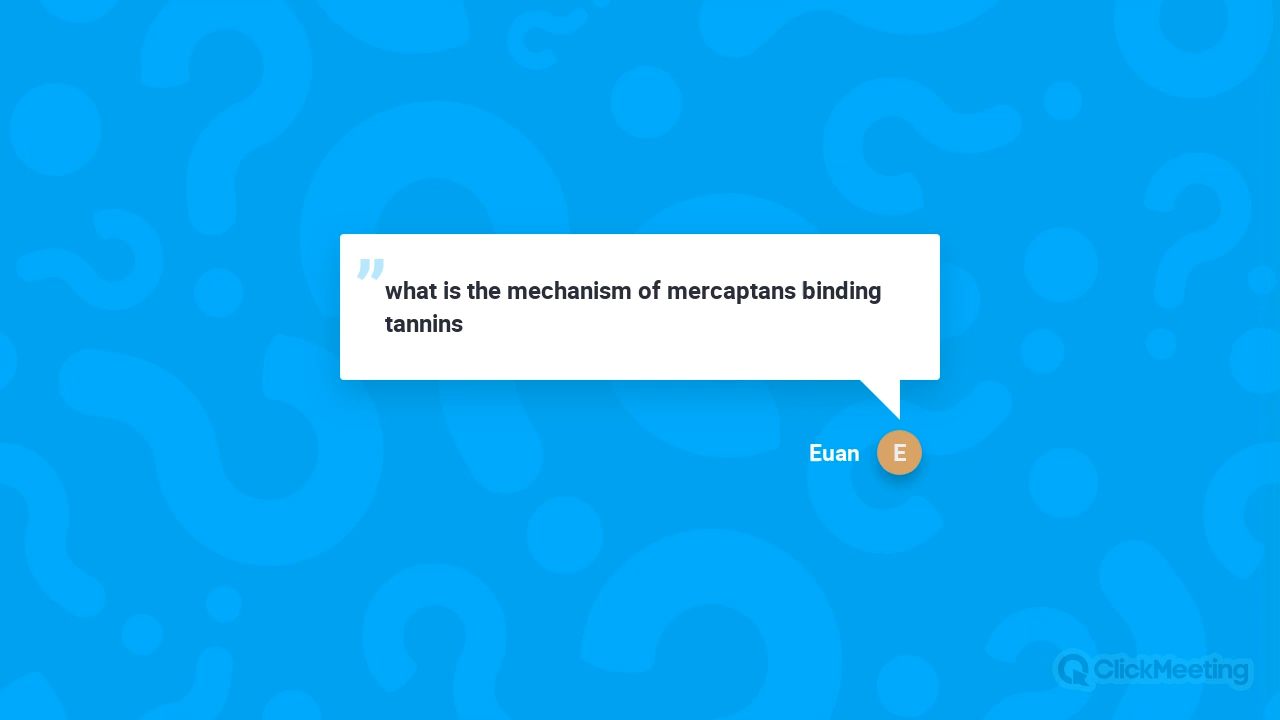 ”
what is the mechanism of mercaptans binding
tannins
Euan
E
ClickMeeting